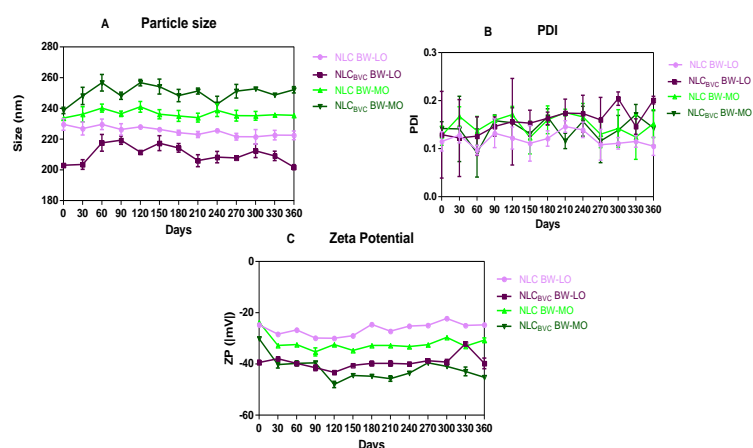 A Particle size
280
260
240
220
200
180
Size (nm)
0 30 60 90 120 150 180 210 240 270 300 330 360
Days
NLC BW-LO
NLCBVC BW-LO
NLC BW-MO
NLCBVC BW-MO
B PDI
0.3
0.2
0.1
0.0
PDI
0 30 60 90 120 150 180 210 240 270 300 330 360
Days
NLC BW-LO
NLCBVC BW-LO
NLC BW-MO
NLCBVC BW-MO
C Zeta Potential
-0
-20
-40
-60
ZP (|mV|)
0 30 60 90 120 150 180 210 240 270 300 330 360
Days
NLC BW-LO
NLCBVC BW-LO
NLC BW-MO
NLCBVC BW-MO